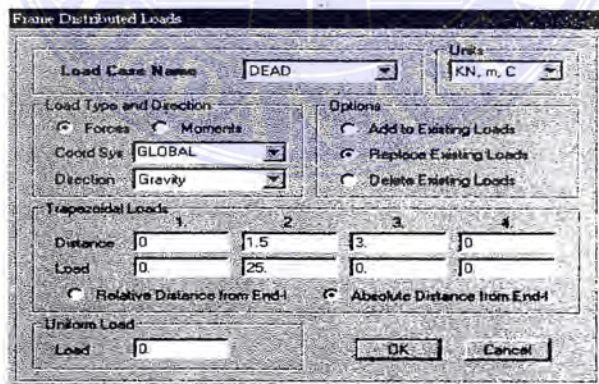 Frame Distributed Loads
Units
Load Case Name DEAD KN, m, C
Load Type and Direction Options
Forces Moments Add to Existing Loads
Coord Sys GLOBAL Replace Existing Loads
Direction Gravity Delete Existing Loads
Trapezoidal Loads
1. 2. 3. 4.
Distance 0 1.5 3. 0
Load 0. 25. 0. 0.
Relative Distance from End-I Absolute Distance from End-I
Uniform Load
Load 0. OK Cancel